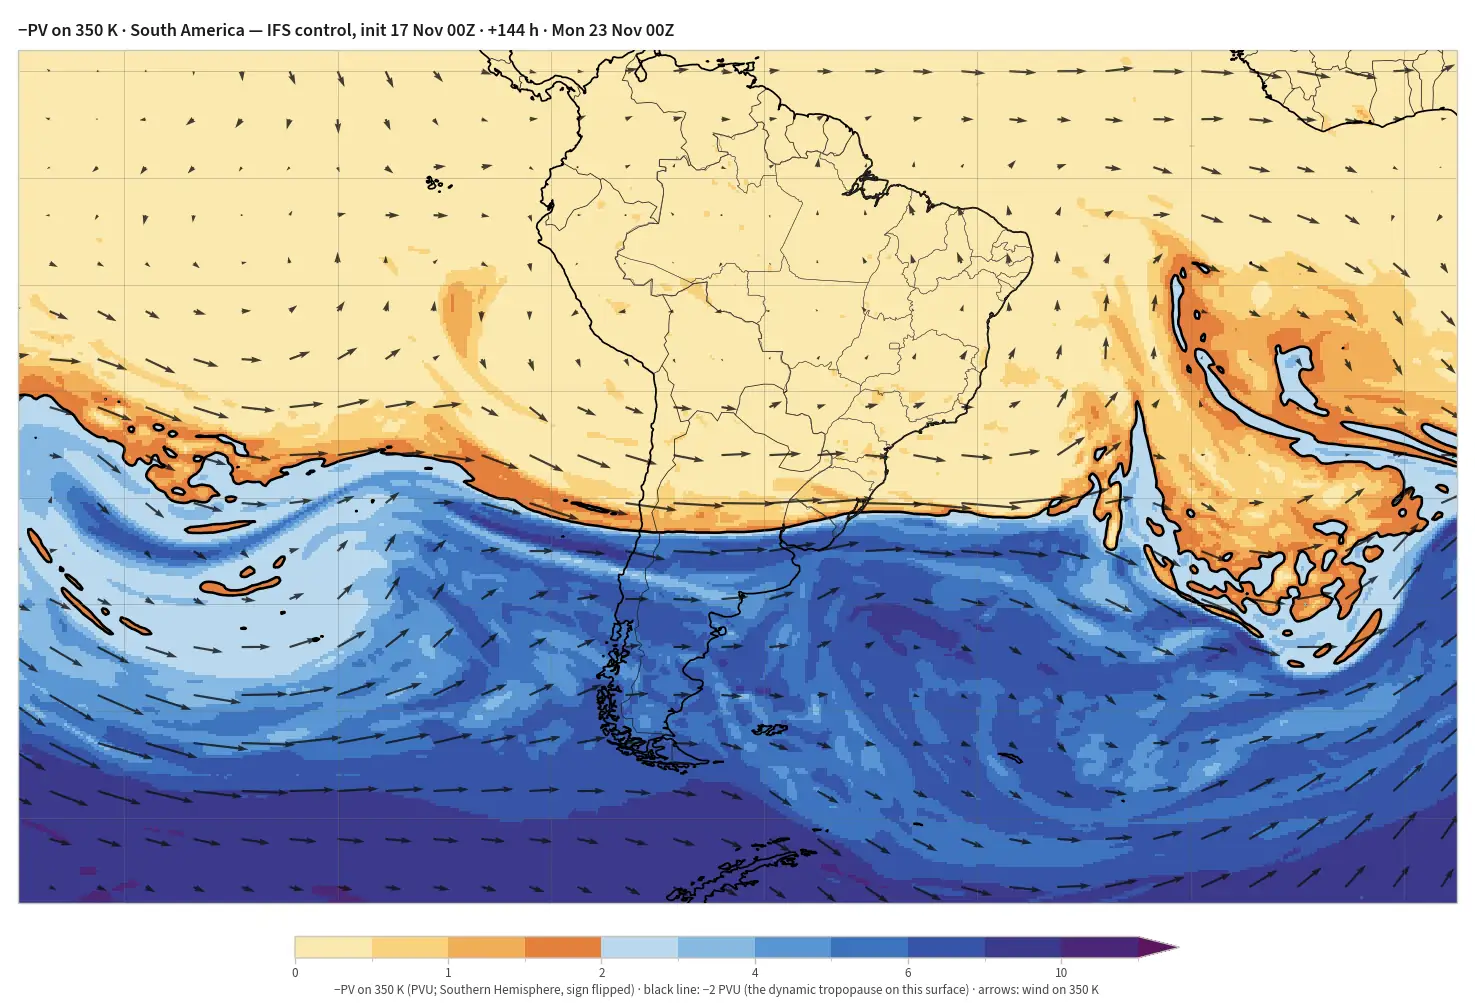 −PV on 350 K · South America — IFS control, init 17 Nov 00Z · +144 h · Mon 23 Nov 00Z
0 1 2 4 6 10
−PV on 350 K (PVU; Southern Hemisphere, sign flipped) · black line: −2 PVU (the dynamic tropopause on this surface) · arrows: wind on 350 K